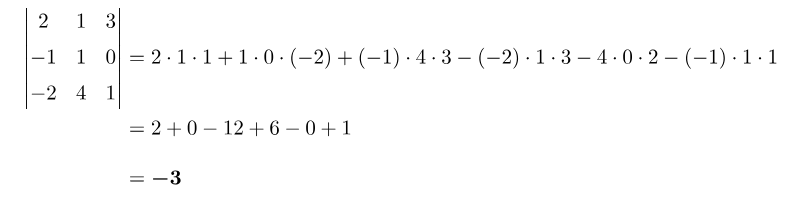 | 2 1 3 |
| −1 1 0 | = 2 · 1 · 1 + 1 · 0 · (−2) + (−1) · 4 · 3 − (−2) · 1 · 3 − 4 · 0 · 2 − (−1) · 1 · 1
| −2 4 1 |
= 2 + 0 − 12 + 6 − 0 + 1
= −3